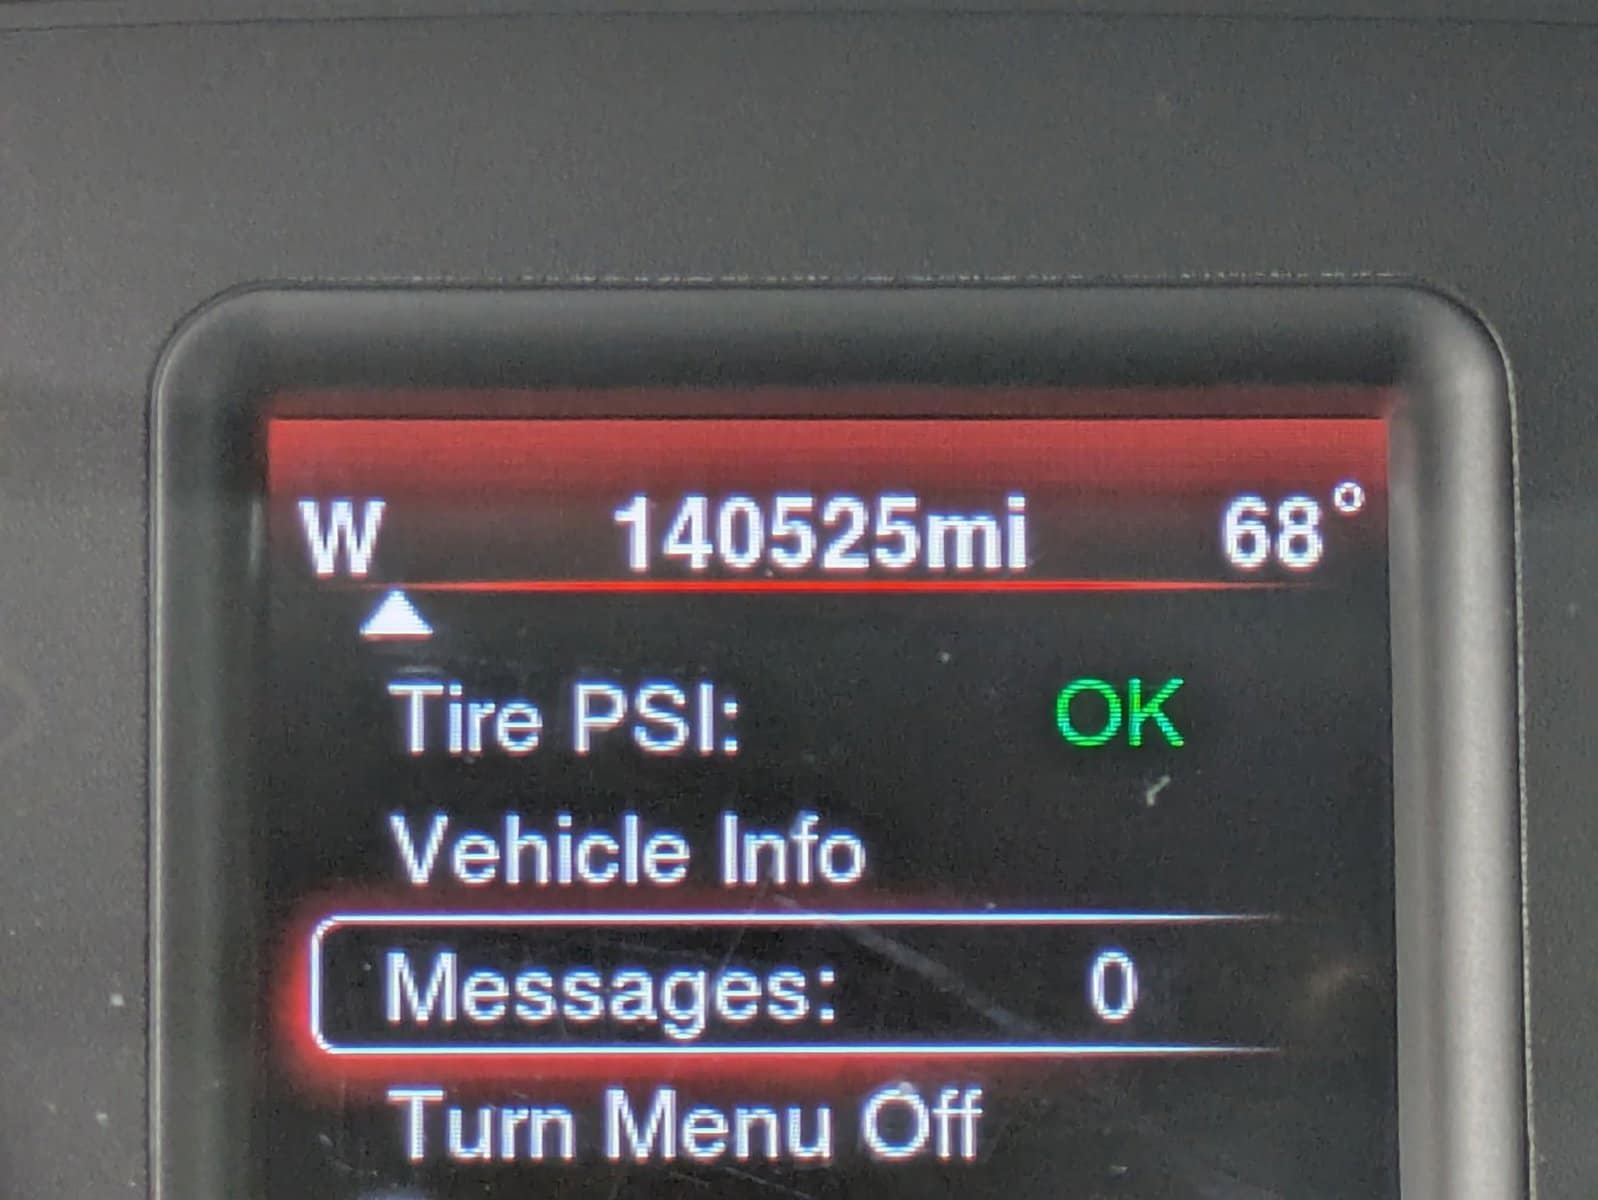 W 140525mi 68°
Tire PSI: OK
Vehicle Info
Messages: 0
Turn Menu Off